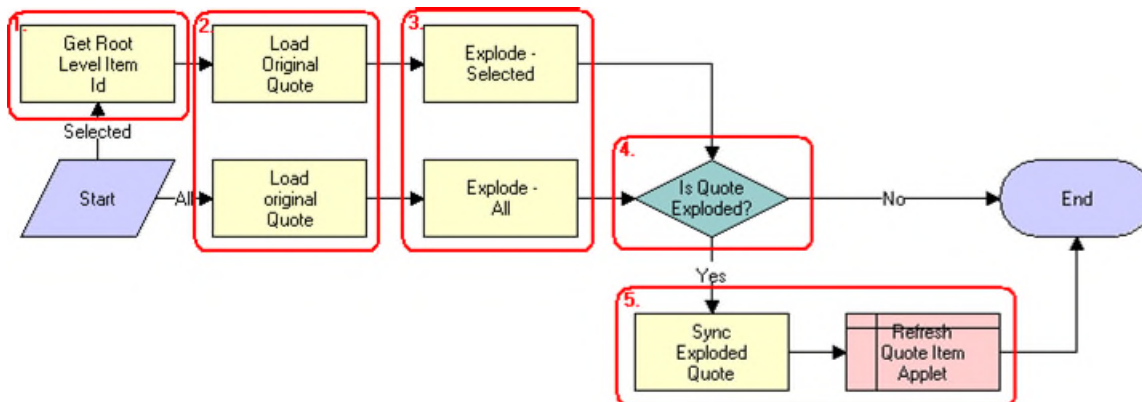 1.
Get Root
Level Item
Id
2.
Load
Original
Quote
3.
Explode -
Selected
Selected
Start
All
Load
original
Quote
Explode -
All
4.
Is Quote
Exploded?
No
End
Yes
5.
Sync
Exploded
Quote
Refresh
Quote Item
Applet